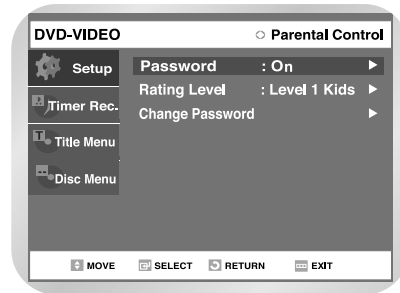 DVD-VIDEO Parental Control
Setup
Timer Rec.
Title Menu
Disc Menu
Password : On
Rating Level : Level 1 Kids
Change Password
MOVE SELECT RETURN EXIT